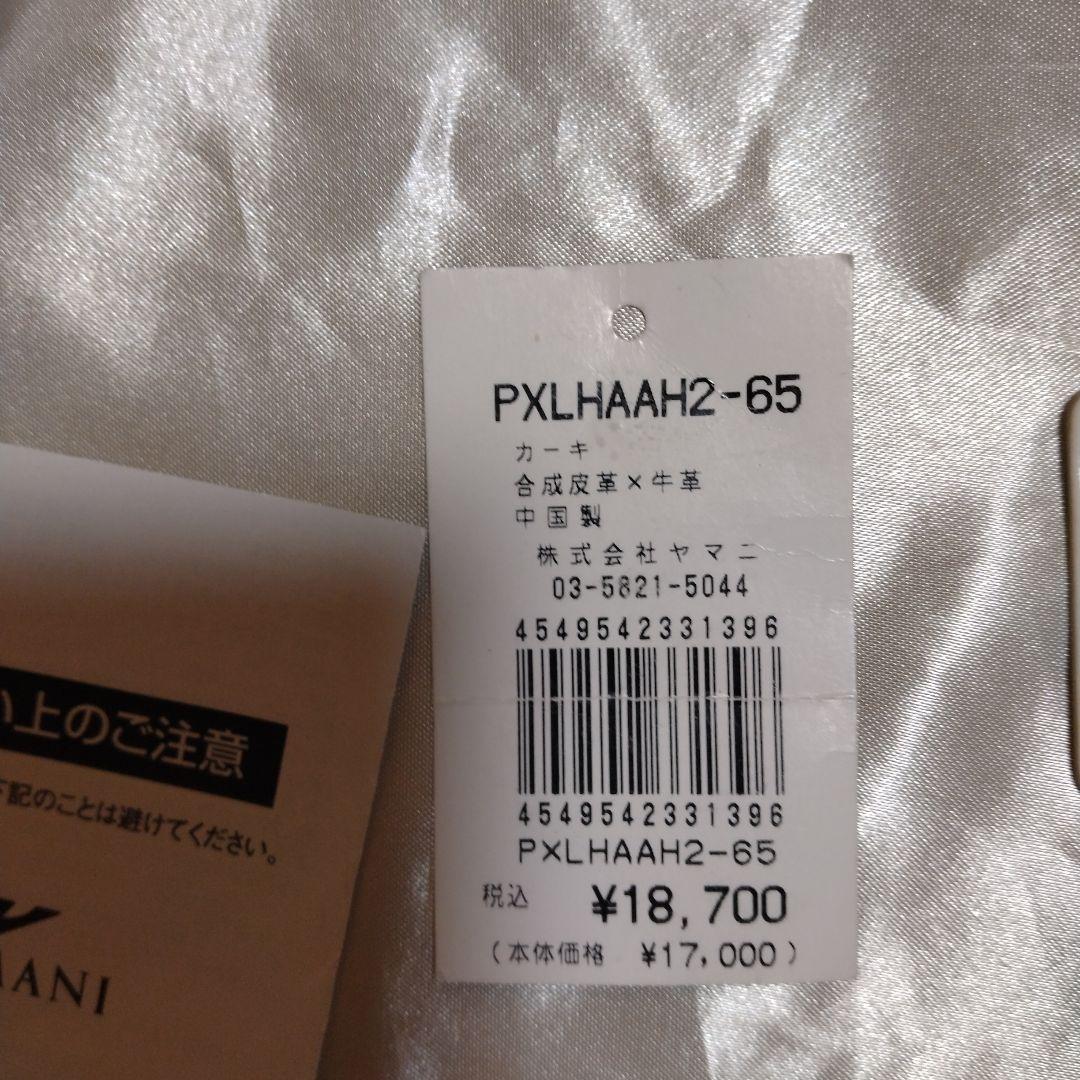 PXLHAAH2-65
カーキ
合成皮革×牛革
中国製
株式会社ヤマニ
03-5821-5044
4549542331396
4549542331396
PXLHAAH2-65
税込 ¥18,700
(本体価格 ¥17,000)
い上のご注意
下記のことは避けてください。
MANI